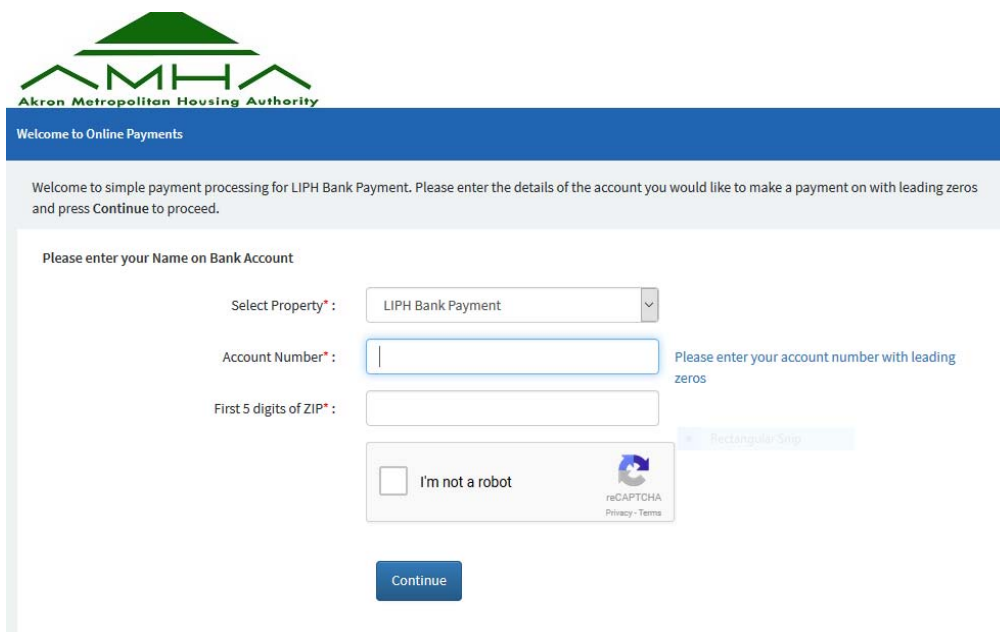 AMHA
Akron Metropolitan Housing Authority
Welcome to Online Payments
Welcome to simple payment processing for LIPH Bank Payment. Please enter the details of the account you would like to make a payment on with leading zeros
and press Continue to proceed.
Please enter your Name on Bank Account
Select Property* :
LIPH Bank Payment
Account Number* :
Please enter your account number with leading
zeros
First 5 digits of ZIP* :
Rectangular Snip
I'm not a robot
reCAPTCHA
Privacy - Terms
Continue